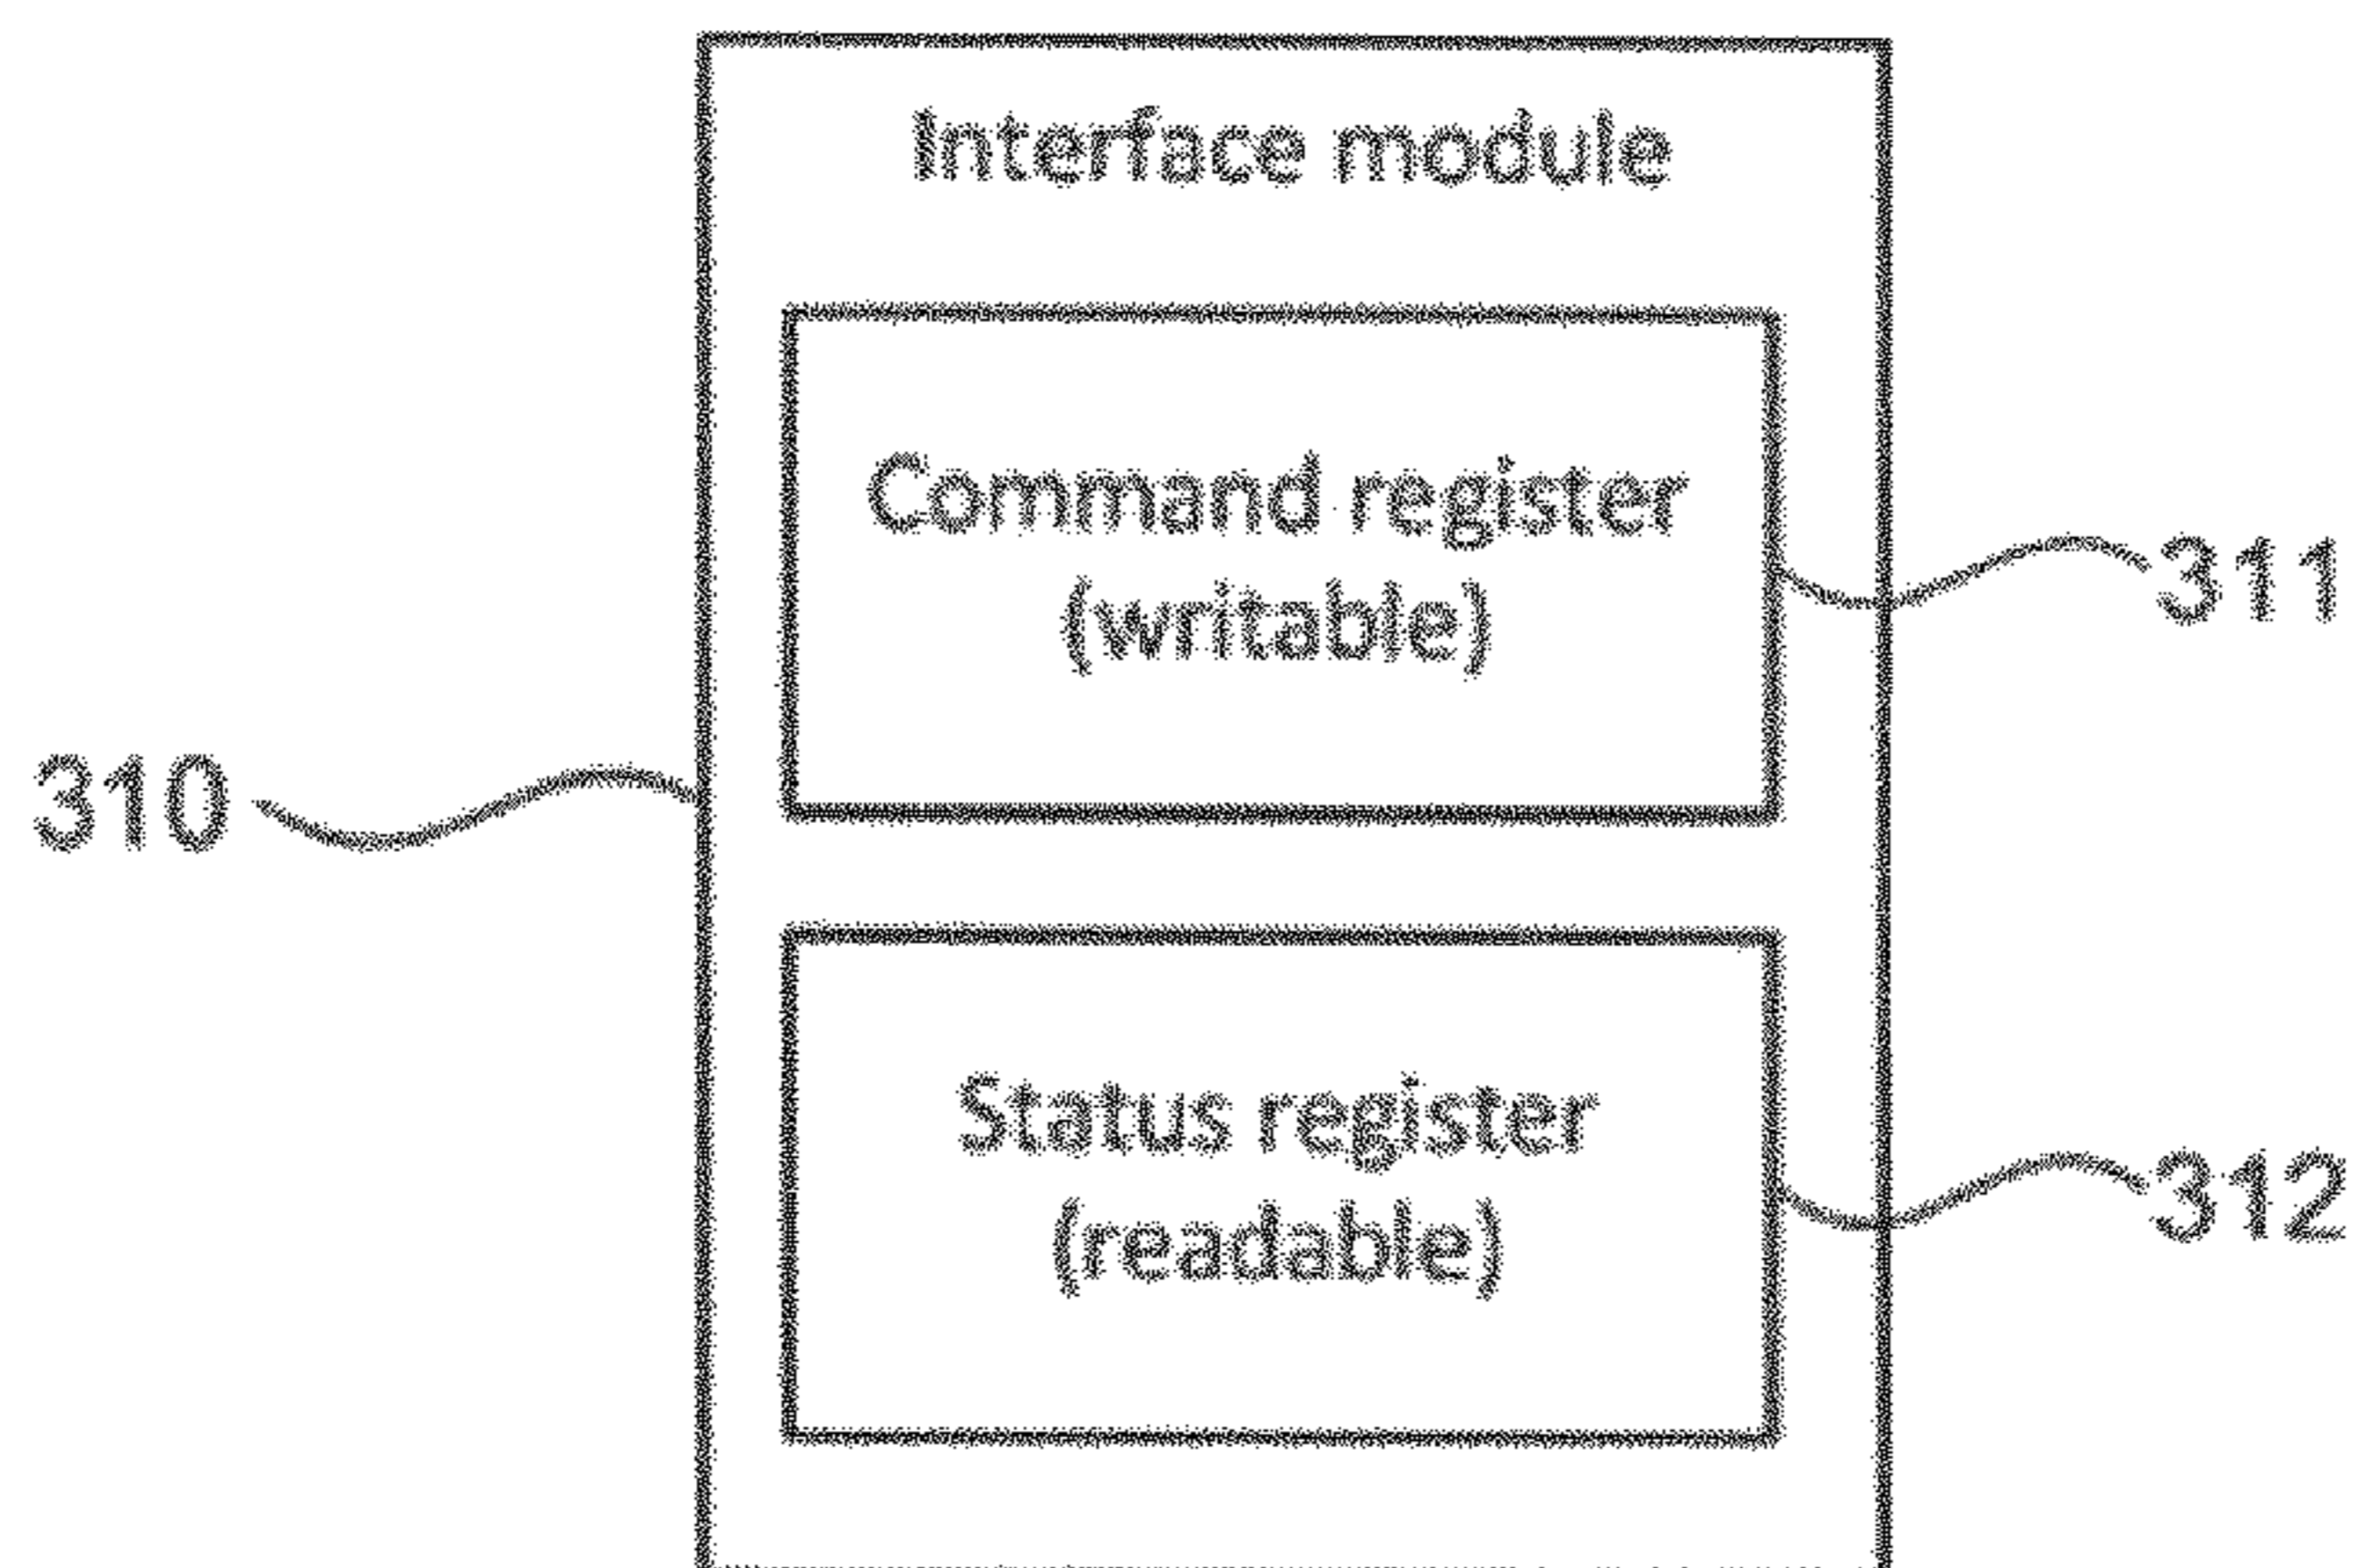 Interface module
Command register
(writable)
311
310
Status register
(readable)
312